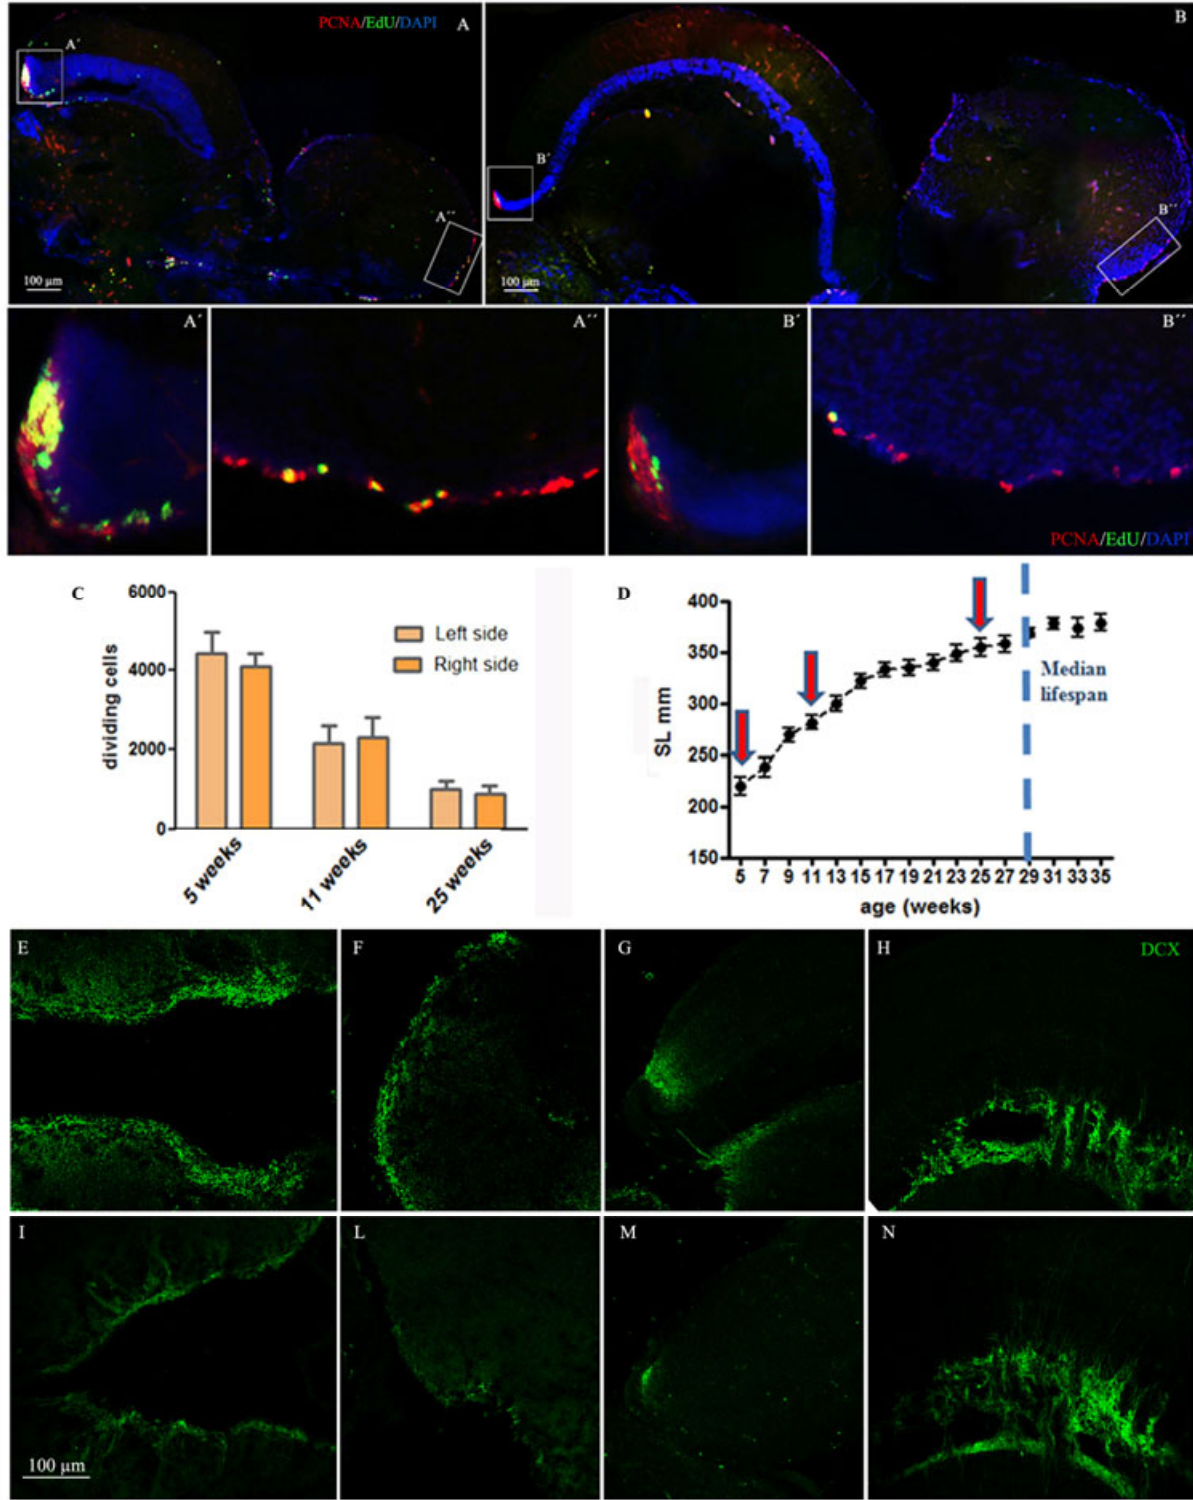 PCNA/EdU/DAPI
A
A´
A´´
100 µm
B
B´
B´´
100 µm
A´
A´´
B´
B´´
PCNA/EdU/DAPI
C
6000
4000
2000
0
dividing cells
Left side
Right side
5 weeks
11 weeks
25 weeks
D
400
350
300
250
200
150
SL mm
Median
lifespan
5 7 9 11 13 15 17 19 21 23 25 27 29 31 33 35
age (weeks)
E
F
G
H
DCX
I
L
M
N
100 µm